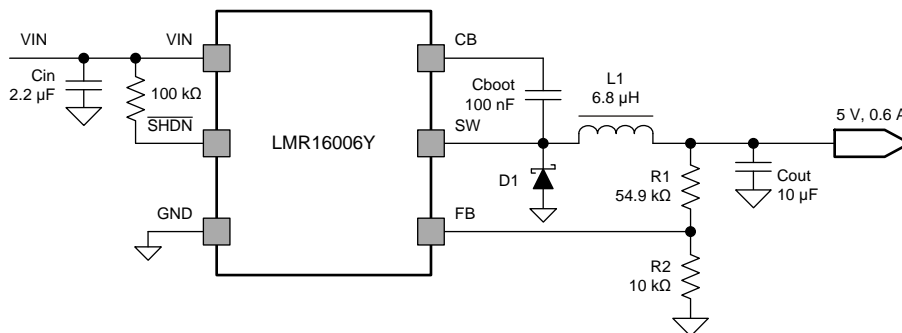 VIN
VIN
Cin
2.2 µF
100 kΩ
SHDN
GND
LMR16006Y
CB
Cboot
100 nF
L1
6.8 µH
SW
D1
FB
R1
54.9 kΩ
R2
10 kΩ
Cout
10 µF
5 V, 0.6 A